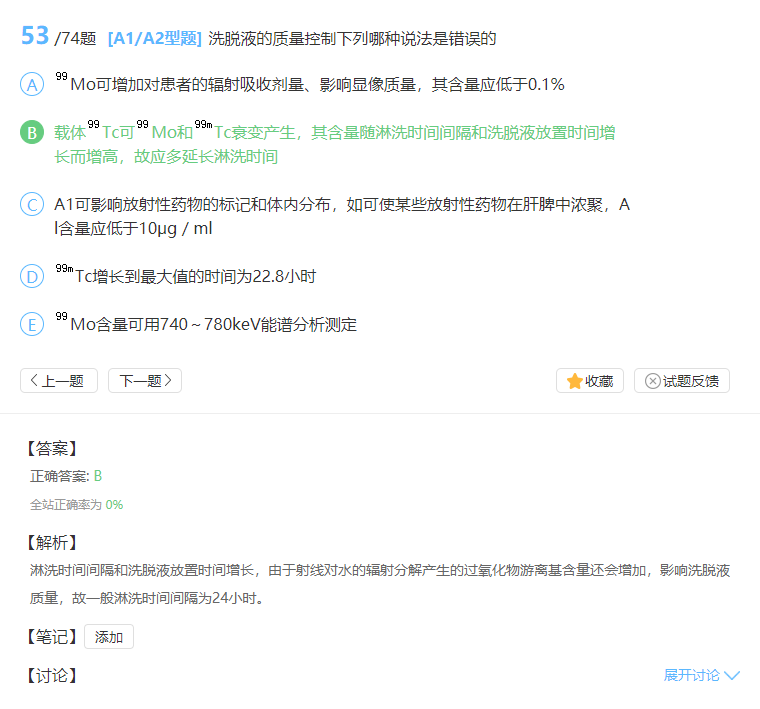 53 /74题 [A1/A2型题] 洗脱液的质量控制下列哪种说法是错误的
A ⁹⁹Mo可增加对患者的辐射吸收剂量、影响显像质量，其含量应低于0.1%
B 载体⁹⁹Tc可⁹⁹Mo和⁹⁹ᵐTc衰变产生，其含量随淋洗时间间隔和洗脱液放置时间增
长而增高，故应多延长淋洗时间
C A1可影响放射性药物的标记和体内分布，如可使某些放射性药物在肝脾中浓聚，A
l含量应低于10μg / ml
D ⁹⁹ᵐTc增长到最大值的时间为22.8小时
E ⁹⁹Mo含量可用740～780keV能谱分析测定
上一题 下一题 收藏 试题反馈
【答案】
正确答案: B
全站正确率为 0%
【解析】
淋洗时间间隔和洗脱液放置时间增长，由于射线对水的辐射分解产生的过氧化物游离基含量还会增加，影响洗脱液
质量，故一般淋洗时间间隔为24小时。
【笔记】 添加
【讨论】 展开讨论